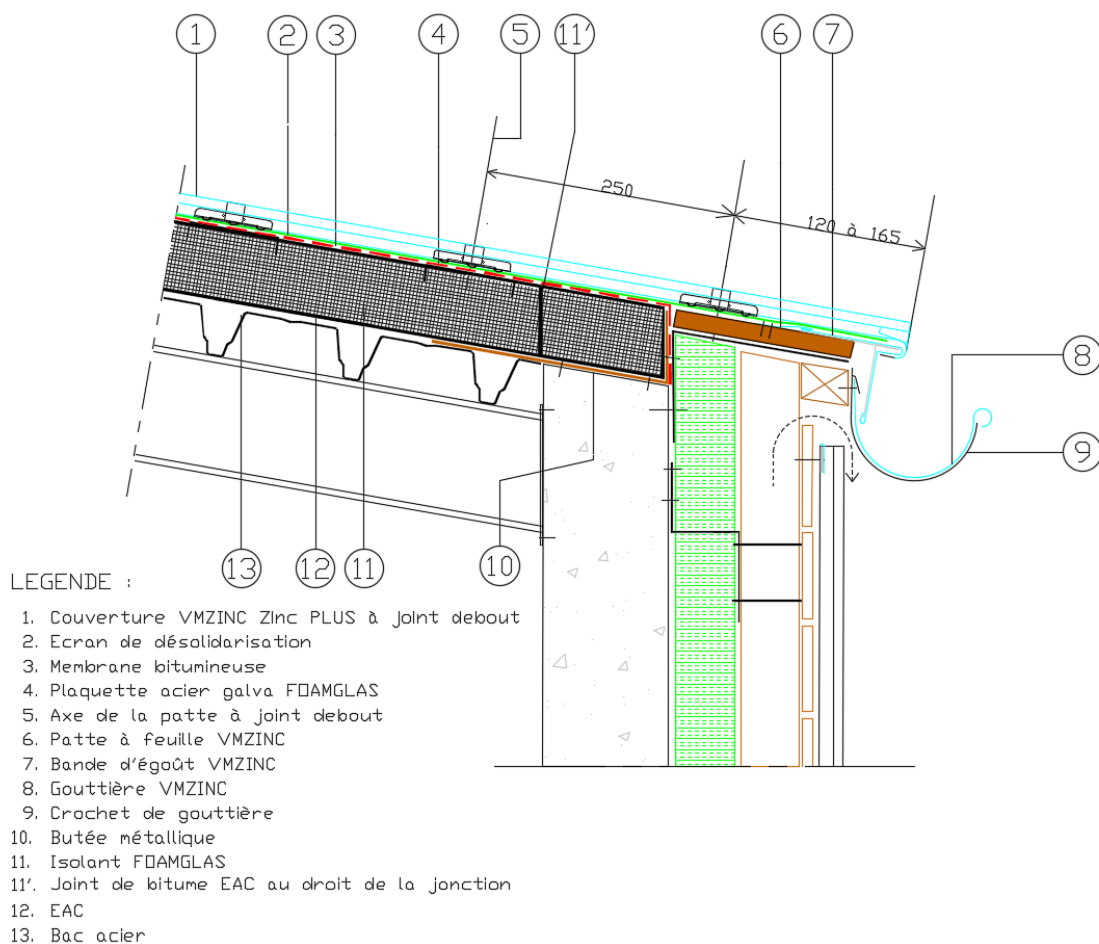 1 2 3 4 5 11' 6 7
250
120 à 165
8
9
13 12 11 10
LEGENDE :
1. Couverture VMZINC Zinc PLUS à joint debout
2. Ecran de désolidarisation
3. Membrane bitumineuse
4. Plaquette acier galva FOAMGLAS
5. Axe de la patte à joint debout
6. Patte à feuille VMZINC
7. Bande d'égoût VMZINC
8. Gouttière VMZINC
9. Crochet de gouttière
10. Butée métallique
11. Isolant FOAMGLAS
11'. Joint de bitume EAC au droit de la jonction
12. EAC
13. Bac acier